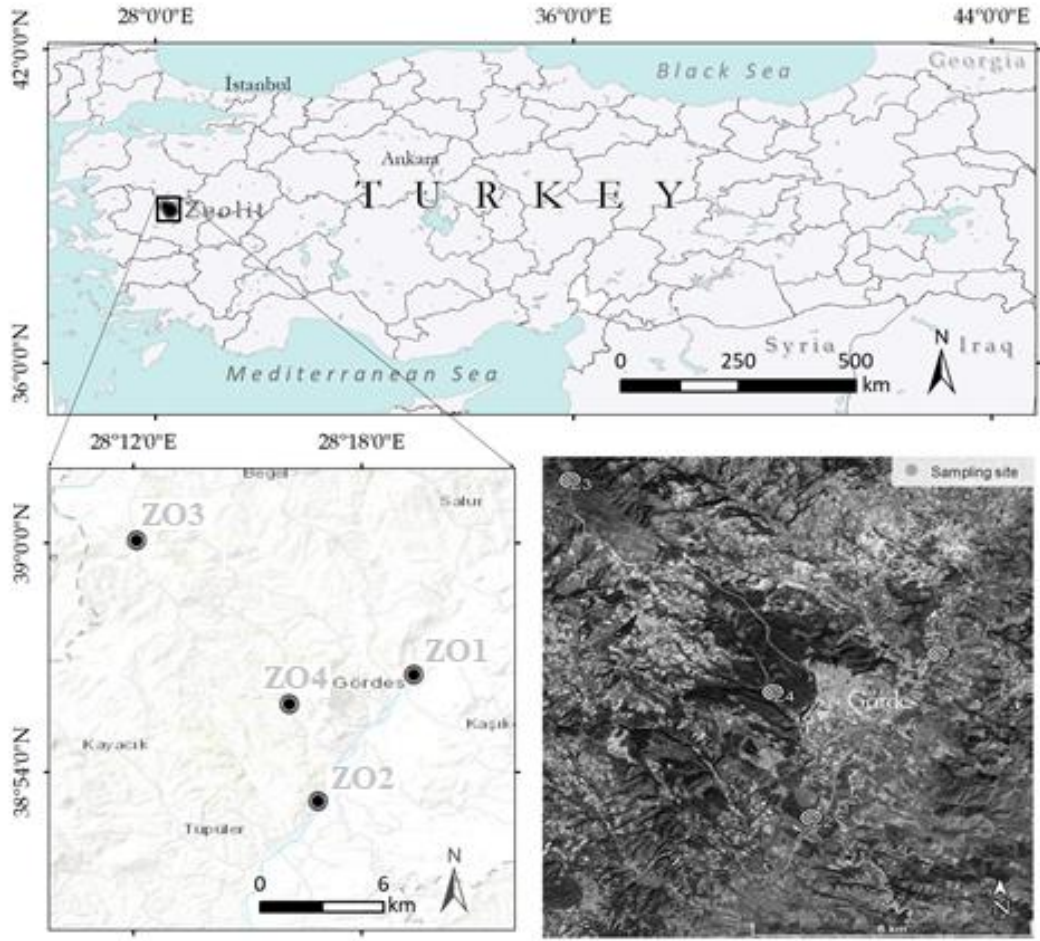 28°0'0"E 36°0'0"E 44°0'0"E
42°0'0"N
İstanbul
Black Sea
Georgia
Ankara
TURKEY
Zeolit
Syria
Iraq
N
0 250 500
km
36°0'0"N
Mediterranean Sea
28°12'0"E 28°18'0"E
Begel
Salur
ZO3
39°0'0"N
ZO1
ZO4
Gördes
Kayacık
38°54'0"N
ZO2
Tüpüler
N
0 6
km
Sampling site
3
4
Gördes
N
6 km